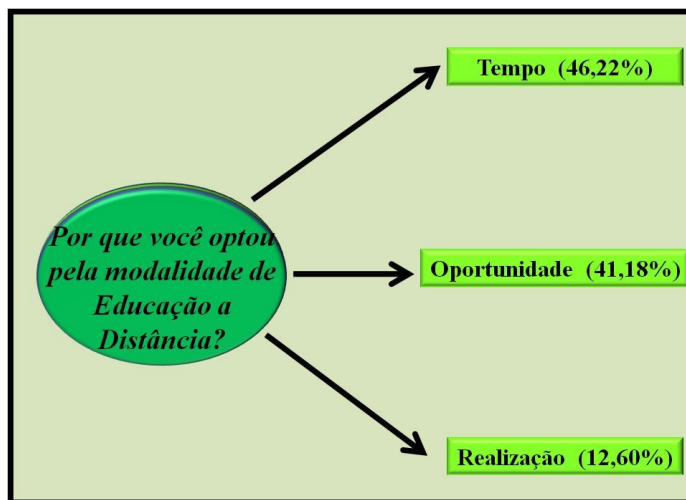 Tempo (46,22%)
Por que você optou
pela modalidade de
Educação a
Distância?
Oportunidade (41,18%)
Realização (12,60%)